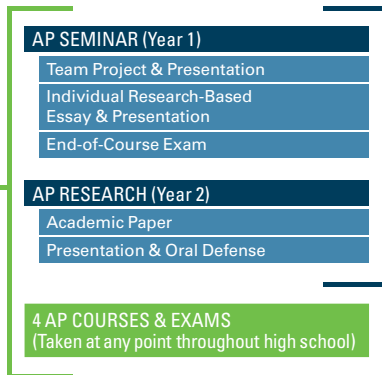 AP SEMINAR (Year 1)
Team Project & Presentation
Individual Research-Based
Essay & Presentation
End-of-Course Exam
AP RESEARCH (Year 2)
Academic Paper
Presentation & Oral Defense
4 AP COURSES & EXAMS
(Taken at any point throughout high school)